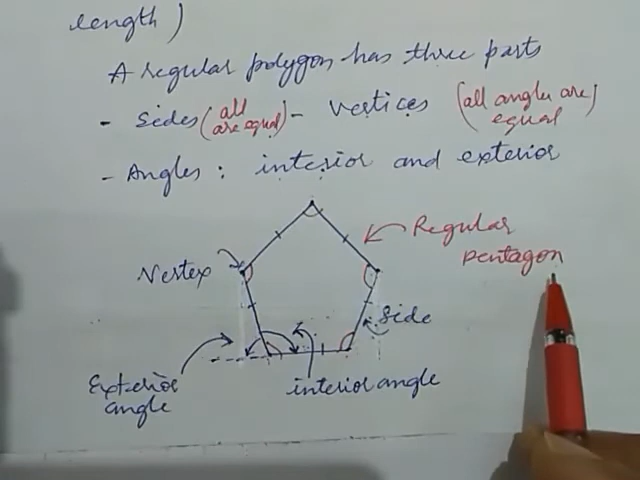 length)
A regular polygon has three parts
- Sides (all are equal) - Vertices (all angles are equal)
- Angles : interior and exterior
Regular
pentagon
Vertex
Side
Exterior
angle
interior angle